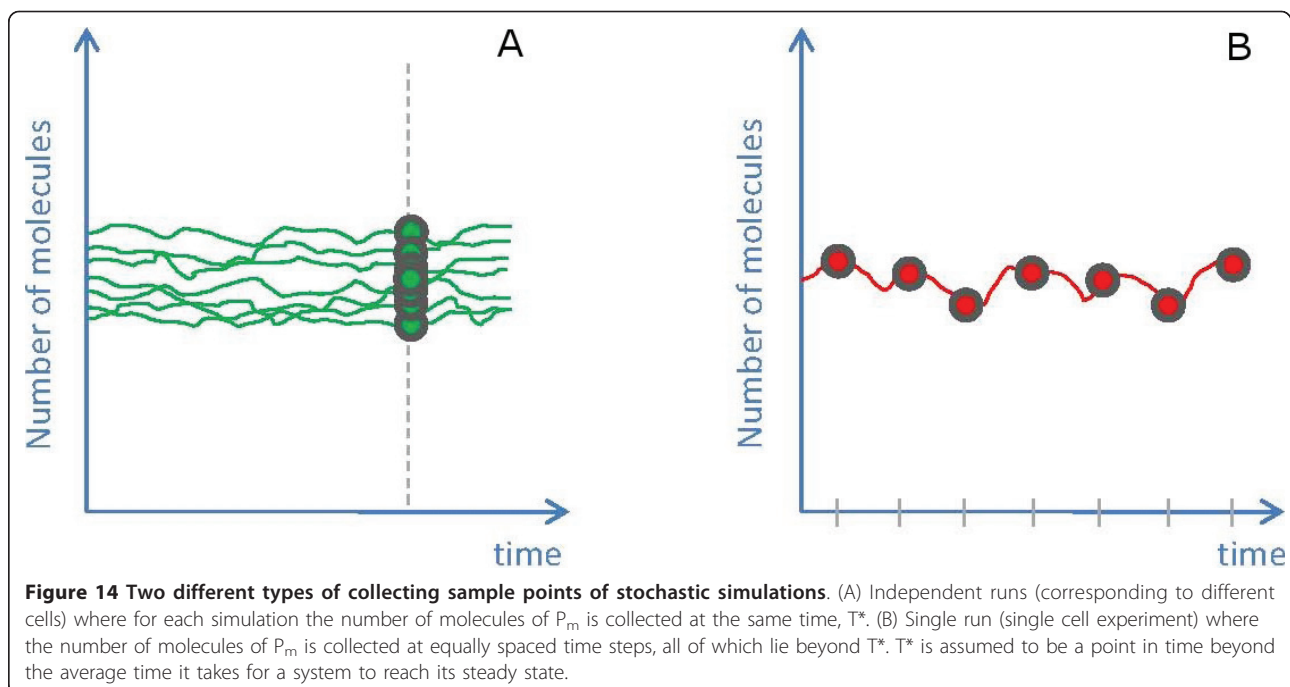 A
Number of molecules
time
B
Number of molecules
time
Figure 14 Two different types of collecting sample points of stochastic simulations. (A) Independent runs (corresponding to different
cells) where for each simulation the number of molecules of Pm is collected at the same time, T*. (B) Single run (single cell experiment) where
the number of molecules of Pm is collected at equally spaced time steps, all of which lie beyond T*. T* is assumed to be a point in time beyond
the average time it takes for a system to reach its steady state.